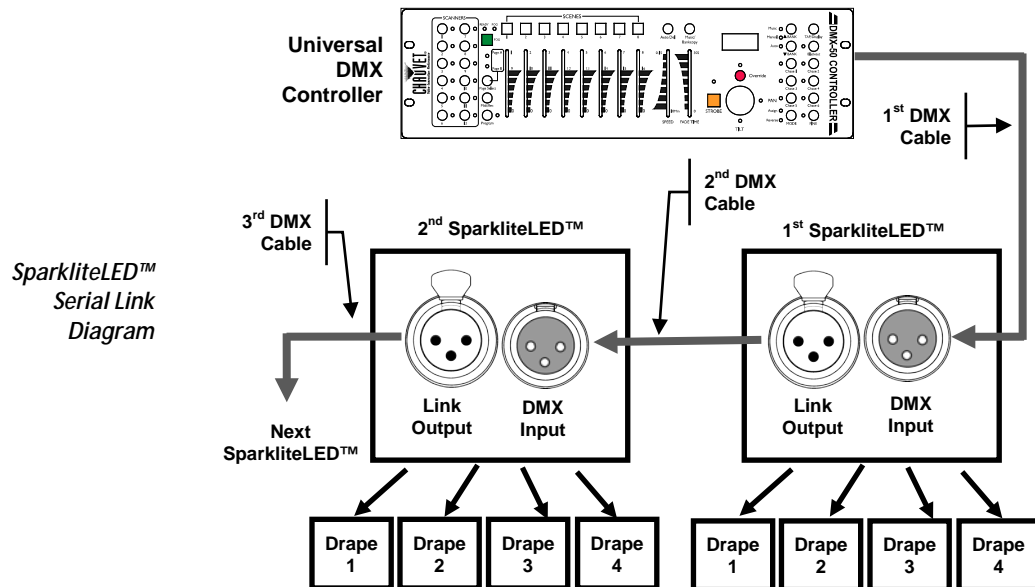 Universal
DMX
Controller
CHAUVET
SCANNERS
SCENES
DMX-50 CONTROLLER
Override
STROBE
TILT
SPEED
FADE TIME
MODE
Program
1st DMX
Cable
2nd DMX
Cable
3rd DMX
Cable
2nd SparkliteLED™
1st SparkliteLED™
SparkliteLED™
Serial Link
Diagram
Link
Output
DMX
Input
Link
Output
DMX
Input
Next
SparkliteLED™
Drape
1
Drape
2
Drape
3
Drape
4
Drape
1
Drape
2
Drape
3
Drape
4